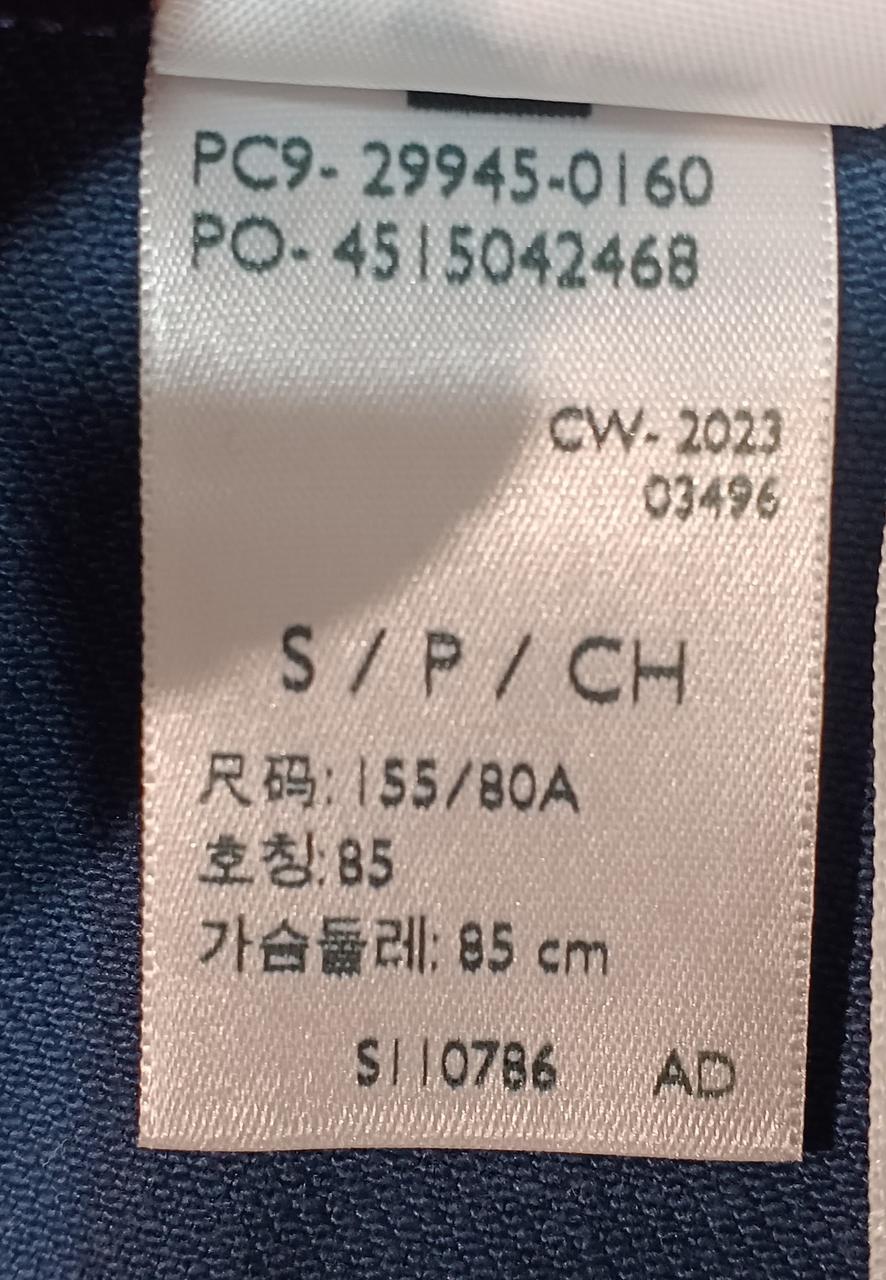 PC9- 29945-0160
PO- 4515042468
CW- 2023
03496
S / P / CH
尺码: 155/80A
호칭: 85
가슴둘레: 85 cm
S110786 AD